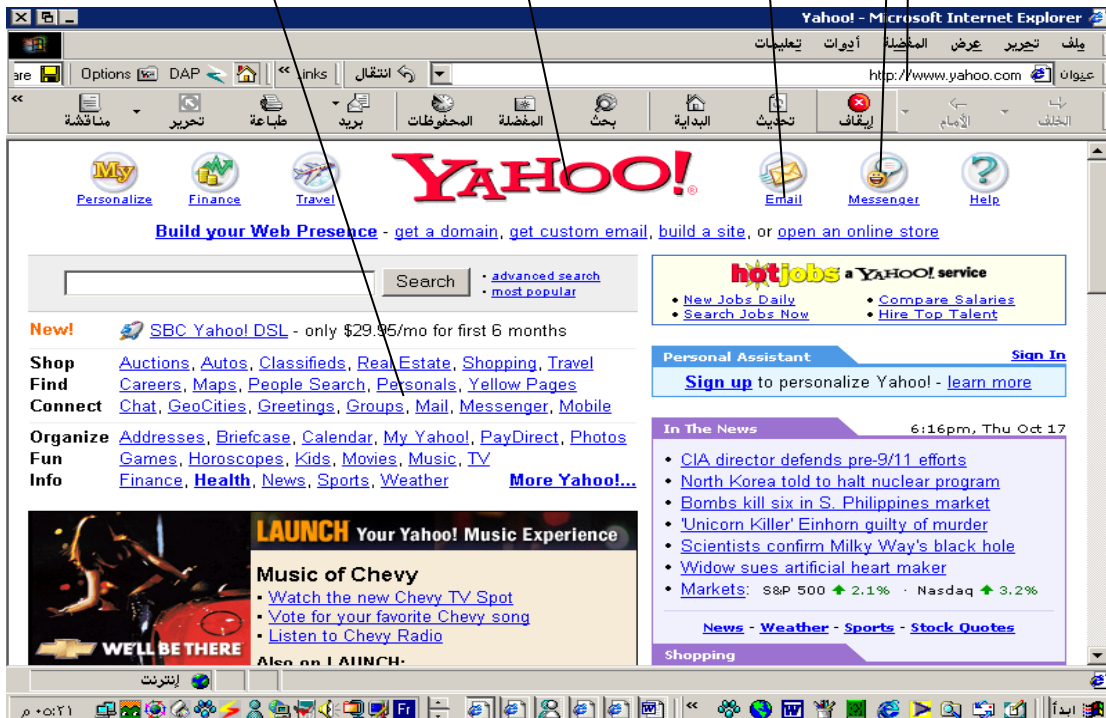 Yahoo! - Microsoft Internet Explorer
ملف تحرير عرض المفضلة أدوات تعليمات
عنوان http://www.yahoo.com انتقال Links » DAP Options are
الخلف الأمام إيقاف تحديث البداية بحث المفضلة المحفوظات بريد طباعة تحرير مناقشة »
My
Personalize Finance Travel YAHOO! Email Messenger Help
Build your Web Presence - get a domain, get custom email, build a site, or open an online store
Search
· advanced search
· most popular
New! SBC Yahoo! DSL - only $29.95/mo for first 6 months
Shop Auctions, Autos, Classifieds, Real Estate, Shopping, Travel
Find Careers, Maps, People Search, Personals, Yellow Pages
Connect Chat, GeoCities, Greetings, Groups, Mail, Messenger, Mobile
Organize Addresses, Briefcase, Calendar, My Yahoo!, PayDirect, Photos
Fun Games, Horoscopes, Kids, Movies, Music, TV
Info Finance, Health, News, Sports, Weather More Yahoo!...
LAUNCH Your Yahoo! Music Experience
Music of Chevy
· Watch the new Chevy TV Spot
· Vote for your favorite Chevy song
· Listen to Chevy Radio
Also on LAUNCH:
WE'LL BE THERE
hotjobs a YAHOO! service
• New Jobs Daily • Compare Salaries
• Search Jobs Now • Hire Top Talent
Personal Assistant Sign In
Sign up to personalize Yahoo! - learn more
In The News 6:16pm, Thu Oct 17
• CIA director defends pre-9/11 efforts
• North Korea told to halt nuclear program
• Bombs kill six in S. Philippines market
• 'Unicorn Killer' Einhorn guilty of murder
• Scientists confirm Milky Way's black hole
• Widow sues artificial heart maker
• Markets: S&P 500 2.1% · Nasdaq 3.2%
News - Weather - Sports - Stock Quotes
Shopping
إنترنت
ابدأ » Fr ٠٥:٢١ م